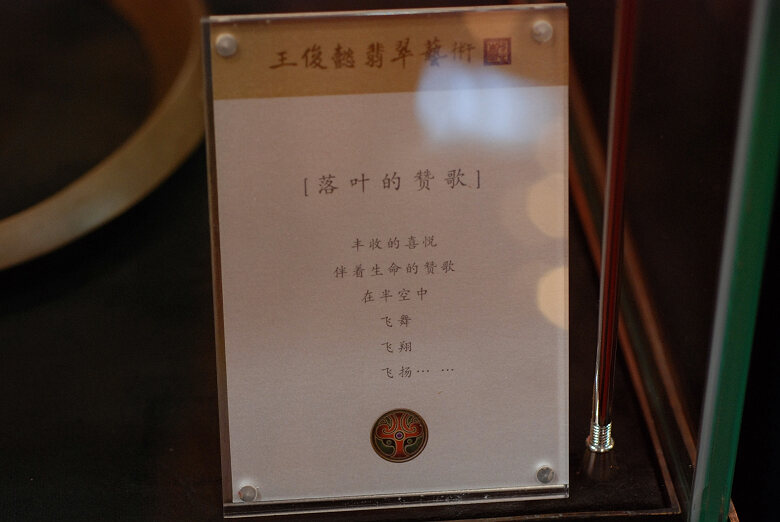 王俊懿翡翠藝術
[落叶的赞歌]
丰收的喜悦
伴着生命的赞歌
在半空中
飞舞
飞翔
飞扬… …